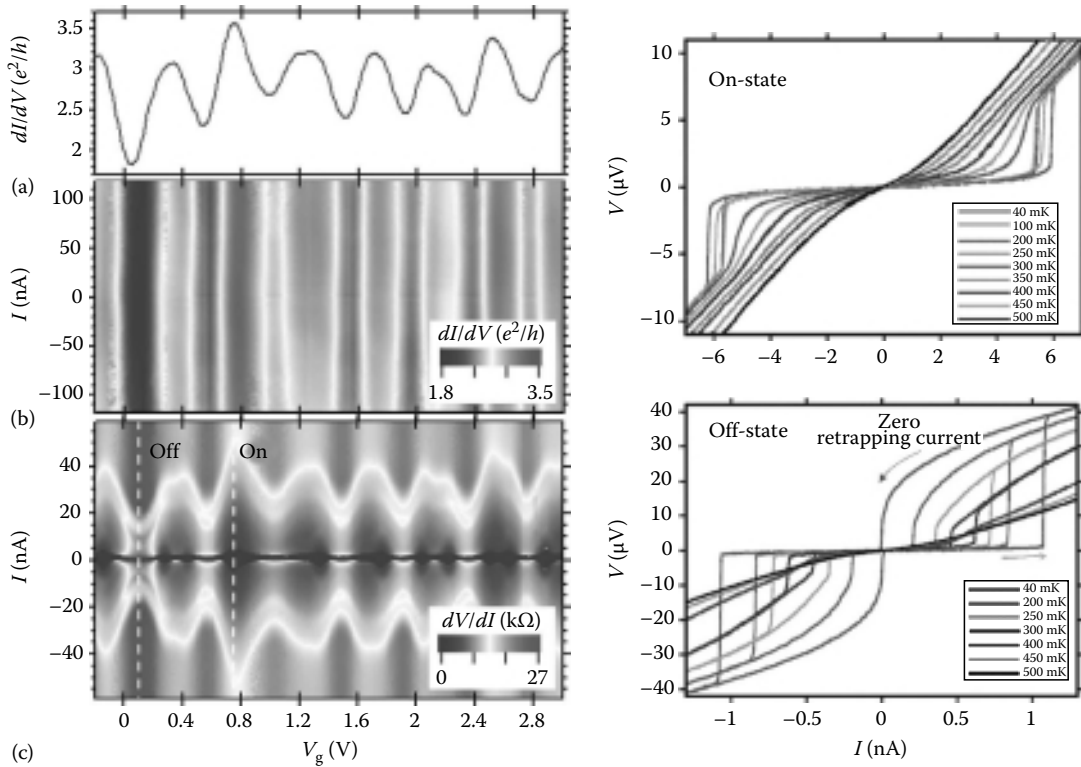 (a)
dI/dV (e²/h)
3.5
3
2.5
2
(b)
I (nA)
100
50
0
−50
−100
dI/dV (e²/h)
1.8 3.5
(c)
I (nA)
40
20
0
−20
−40
Off On
dV/dI (kΩ)
0 27
0 0.4 0.8 1.2 1.6 2 2.4 2.8
V_g (V)
On-state
V (μV)
10
5
0
−5
−10
40 mK
100 mK
200 mK
250 mK
300 mK
350 mK
400 mK
450 mK
500 mK
−6 −4 −2 0 2 4 6
Off-state
Zero
retrapping current
V (μV)
40
30
20
10
0
−10
−20
−30
−40
40 mK
200 mK
250 mK
300 mK
400 mK
450 mK
500 mK
−1 −0.5 0 0.5 1
I (nA)